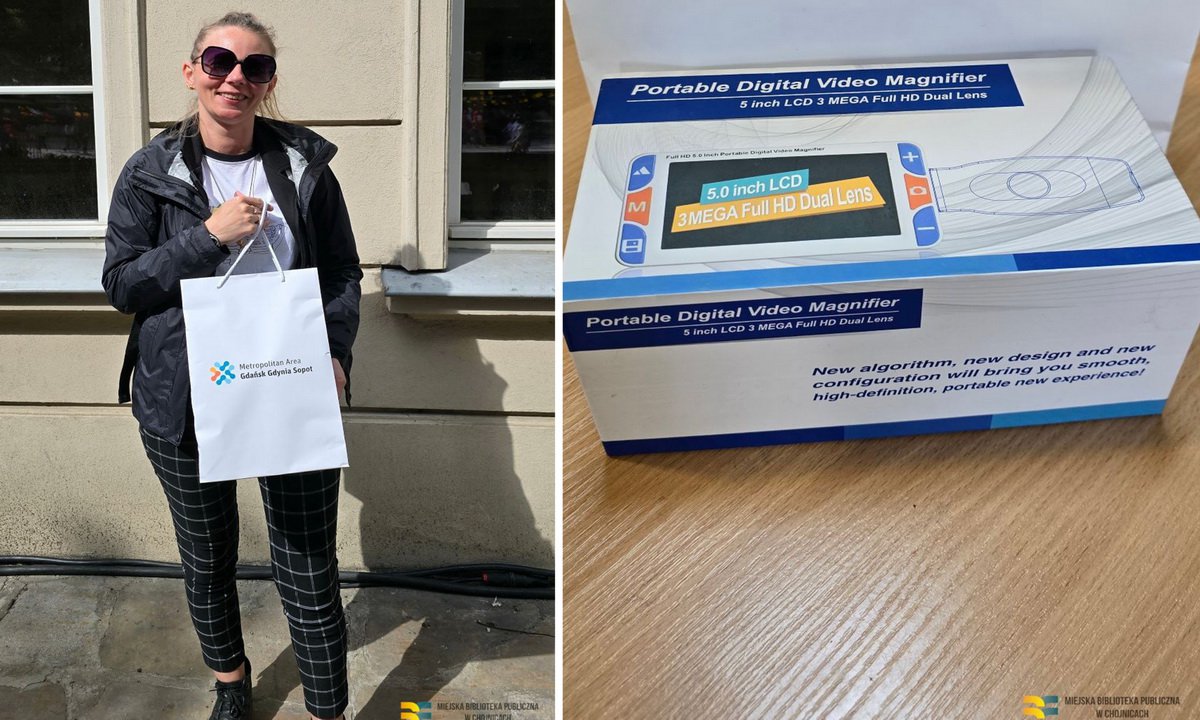 Metropolitan Area
Gdańsk Gdynia Sopot
MIEJSKA BIBLIOTEKA PUBLICZNA
W CHOJNICACH
Portable Digital Video Magnifier
5 inch LCD 3 MEGA Full HD Dual Lens
Full HD 5.0 Inch Portable Digital Video Magnifier
M
5.0 inch LCD
3MEGA Full HD Dual Lens
Portable Digital Video Magnifier
5 inch LCD 3 MEGA Full HD Dual Lens
New algorithm, new design and new
configuration will bring you smooth,
high-definition, portable new experience!
MIEJSKA BIBLIOTEKA PUBLICZNA
W CHOJNICACH